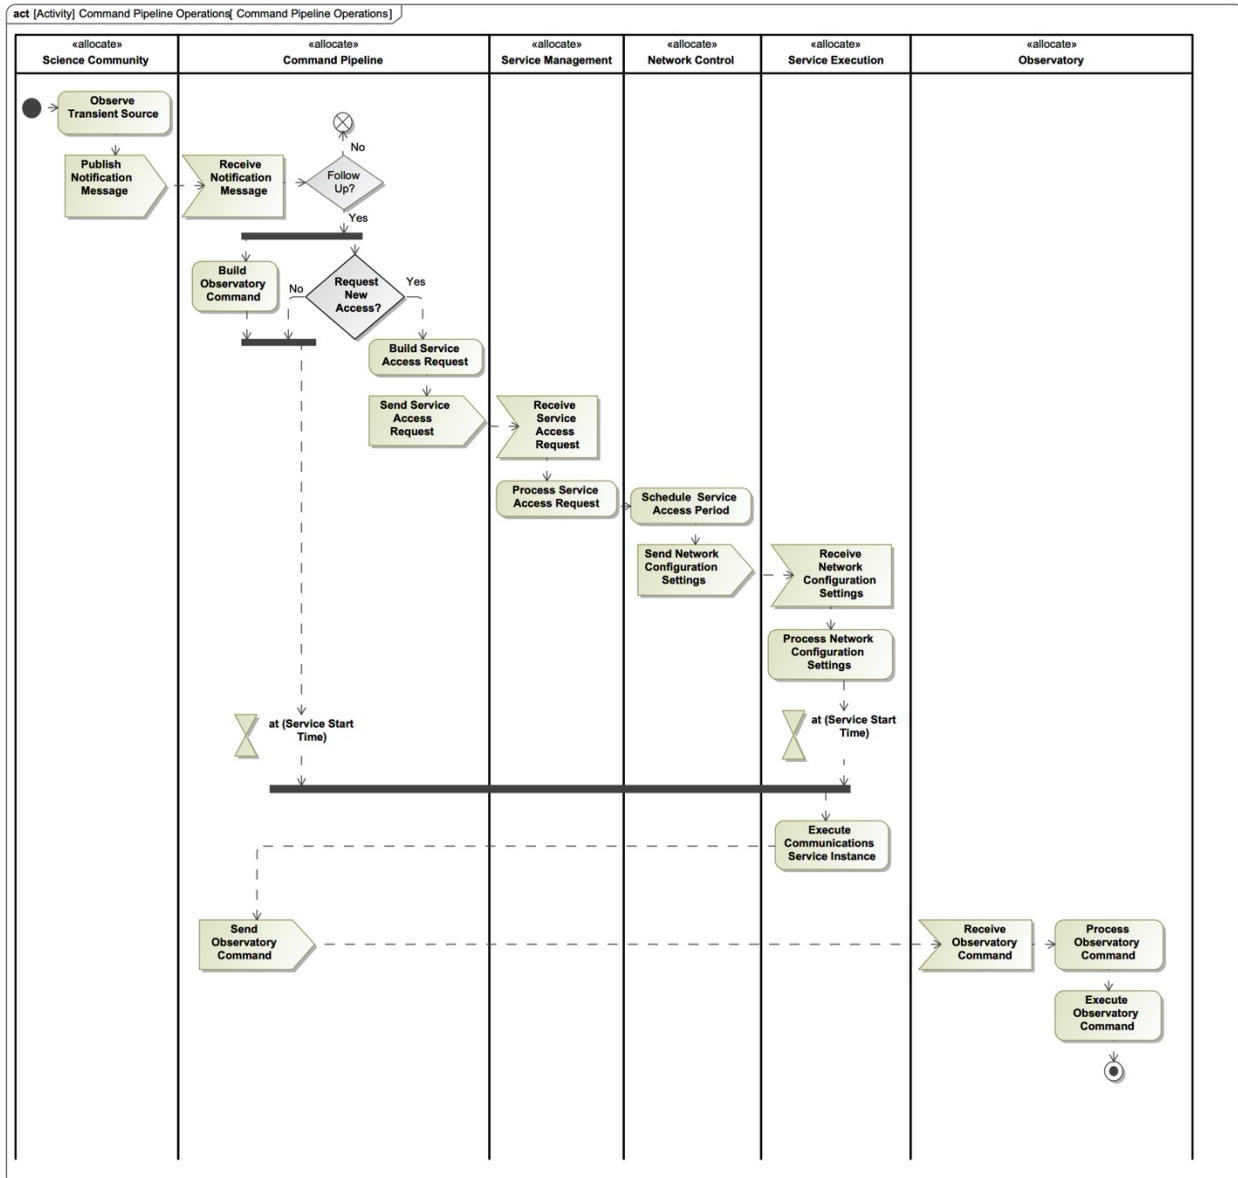 act [Activity] Command Pipeline Operations[ Command Pipeline Operations]
«allocate»
Science Community
«allocate»
Command Pipeline
«allocate»
Service Management
«allocate»
Network Control
«allocate»
Service Execution
«allocate»
Observatory
Observe
Transient Source
Publish
Notification
Message
Receive
Notification
Message
No
Follow
Up?
Yes
Build
Observatory
Command
No
Request
New
Access?
Yes
Build Service
Access Request
Send Service
Access
Request
Receive
Service
Access
Request
Process Service
Access Request
Schedule  Service
Access Period
Send Network
Configuration
Settings
Receive
Network
Configuration
Settings
Process Network
Configuration
Settings
at (Service Start
Time)
at (Service Start
Time)
Execute
Communications
Service Instance
Send
Observatory
Command
Receive
Observatory
Command
Process
Observatory
Command
Execute
Observatory
Command